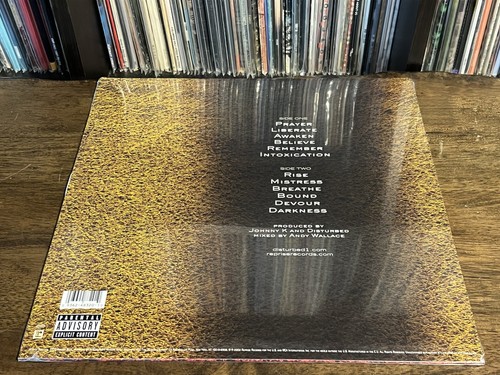 SIDE ONE
PRAYER
LIBERATE
AWAKEN
BELIEVE
REMEMBER
INTOXICATION
SIDE TWO
RISE
MISTRESS
BREATHE
BOUND
DEVOUR
DARKNESS
PRODUCED BY
JOHNNY K AND DISTURBED
MIXED BY ANDY WALLACE
disturbed1.com
repriserecords.com
PARENTAL
ADVISORY
EXPLICIT CONTENT